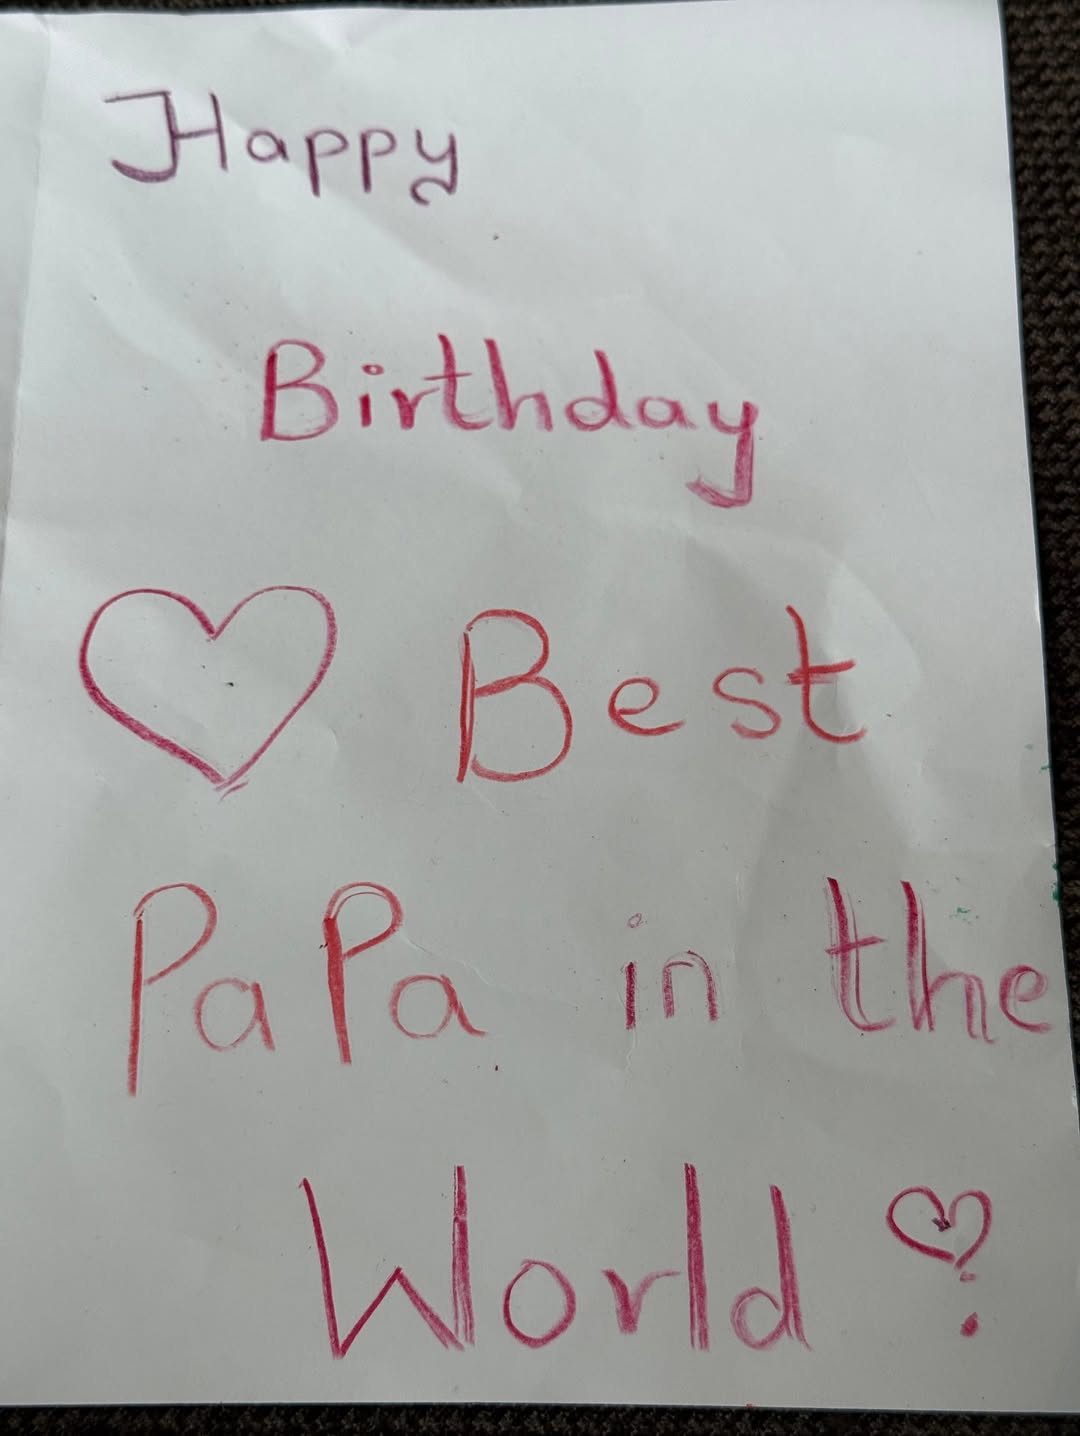 Happy
Birthday
Best
PaPa in the
World